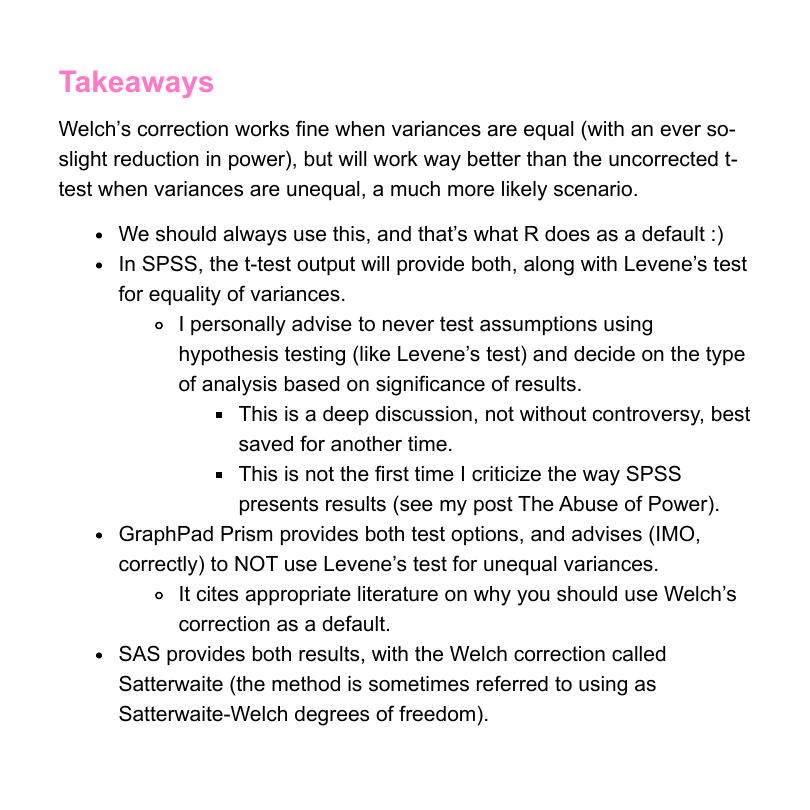 Takeaways
Welch’s correction works fine when variances are equal (with an ever so-
slight reduction in power), but will work way better than the uncorrected t-
test when variances are unequal, a much more likely scenario.
• We should always use this, and that’s what R does as a default :)
• In SPSS, the t-test output will provide both, along with Levene’s test
for equality of variances.
◦ I personally advise to never test assumptions using
hypothesis testing (like Levene’s test) and decide on the type
of analysis based on significance of results.
▪ This is a deep discussion, not without controversy, best
saved for another time.
▪ This is not the first time I criticize the way SPSS
presents results (see my post The Abuse of Power).
• GraphPad Prism provides both test options, and advises (IMO,
correctly) to NOT use Levene’s test for unequal variances.
◦ It cites appropriate literature on why you should use Welch’s
correction as a default.
• SAS provides both results, with the Welch correction called
Satterwaite (the method is sometimes referred to using as
Satterwaite-Welch degrees of freedom).